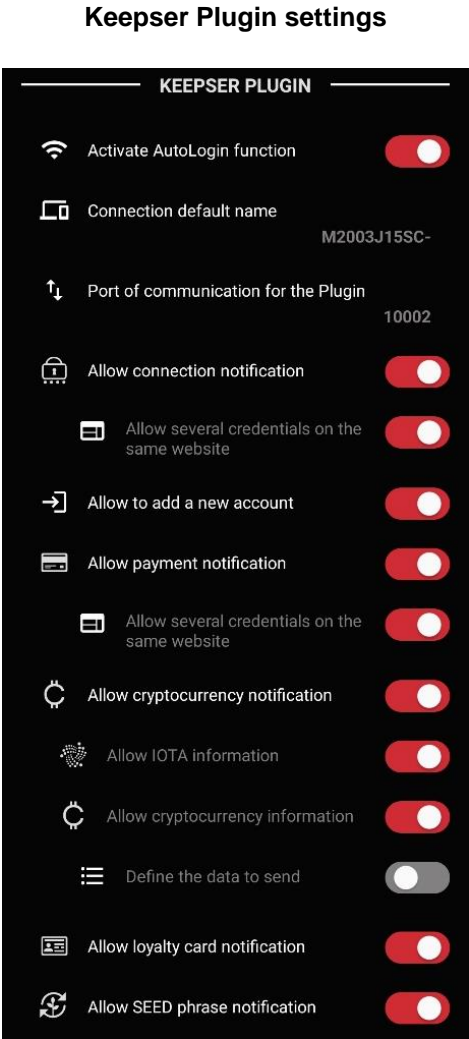 Keepser Plugin settings
KEEPSER PLUGIN
Activate AutoLogin function
Connection default name
M2003J15SC-
Port of communication for the Plugin
10002
Allow connection notification
Allow several credentials on the
same website
Allow to add a new account
Allow payment notification
Allow several credentials on the
same website
Allow cryptocurrency notification
Allow IOTA information
Allow cryptocurrency information
Define the data to send
Allow loyalty card notification
Allow SEED phrase notification